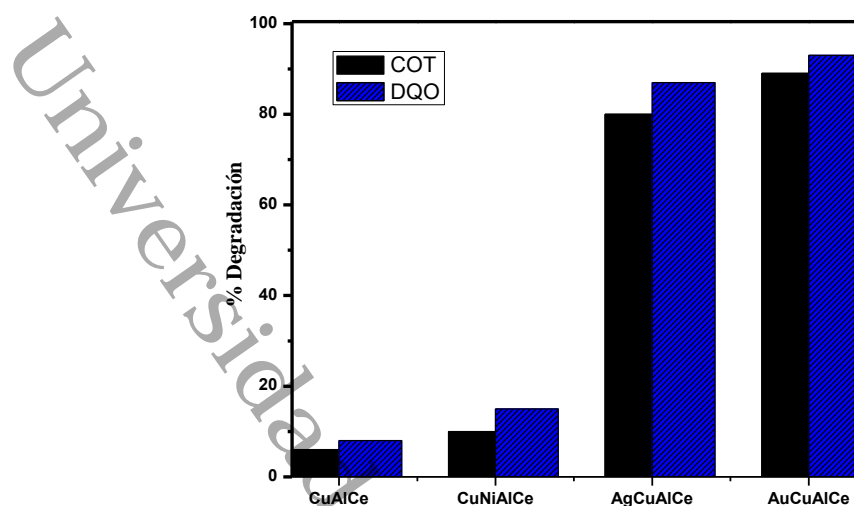 100
80
60
40
20
0
% Degradación
COT
DQO
CuAlCe
CuNiAlCe
AgCuAlCe
AuCuAlCe
Universidad